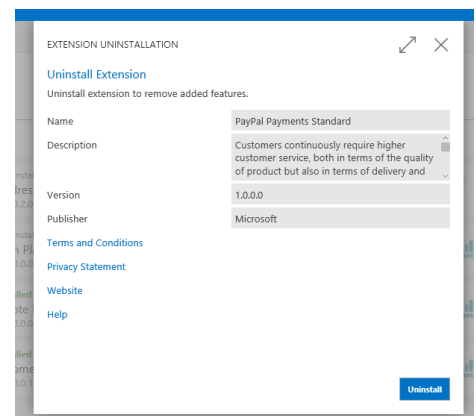 EXTENSION UNINSTALLATION
Uninstall Extension
Uninstall extension to remove added features.
Name
PayPal Payments Standard
Description
Customers continuously require higher
customer service, both in terms of the quality
of product but also in terms of delivery and
Version
1.0.0.0
Publisher
Microsoft
Terms and Conditions
Privacy Statement
Website
Help
Uninstall